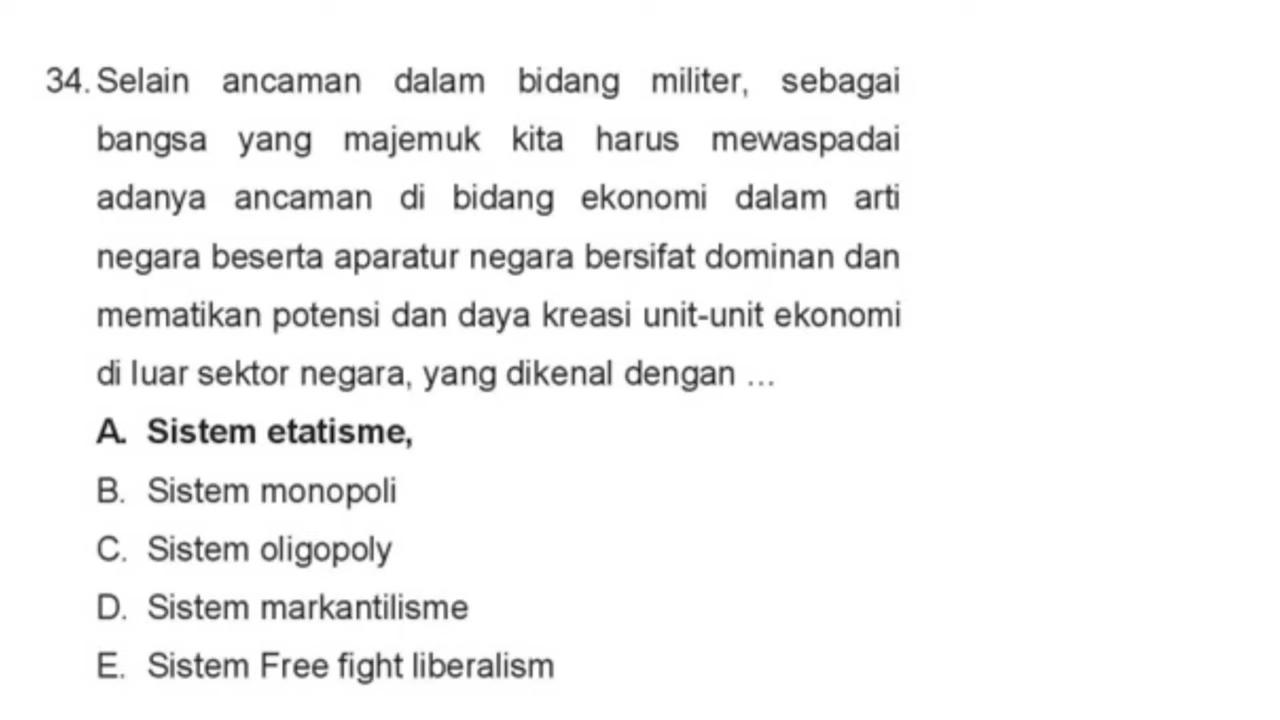 34. Selain ancaman dalam bidang militer, sebagai
bangsa yang majemuk kita harus mewaspadai
adanya ancaman di bidang ekonomi dalam arti
negara beserta aparatur negara bersifat dominan dan
mematikan potensi dan daya kreasi unit-unit ekonomi
di luar sektor negara, yang dikenal dengan ...
A. Sistem etatisme,
B. Sistem monopoli
C. Sistem oligopoly
D. Sistem markantilisme
E. Sistem Free fight liberalism